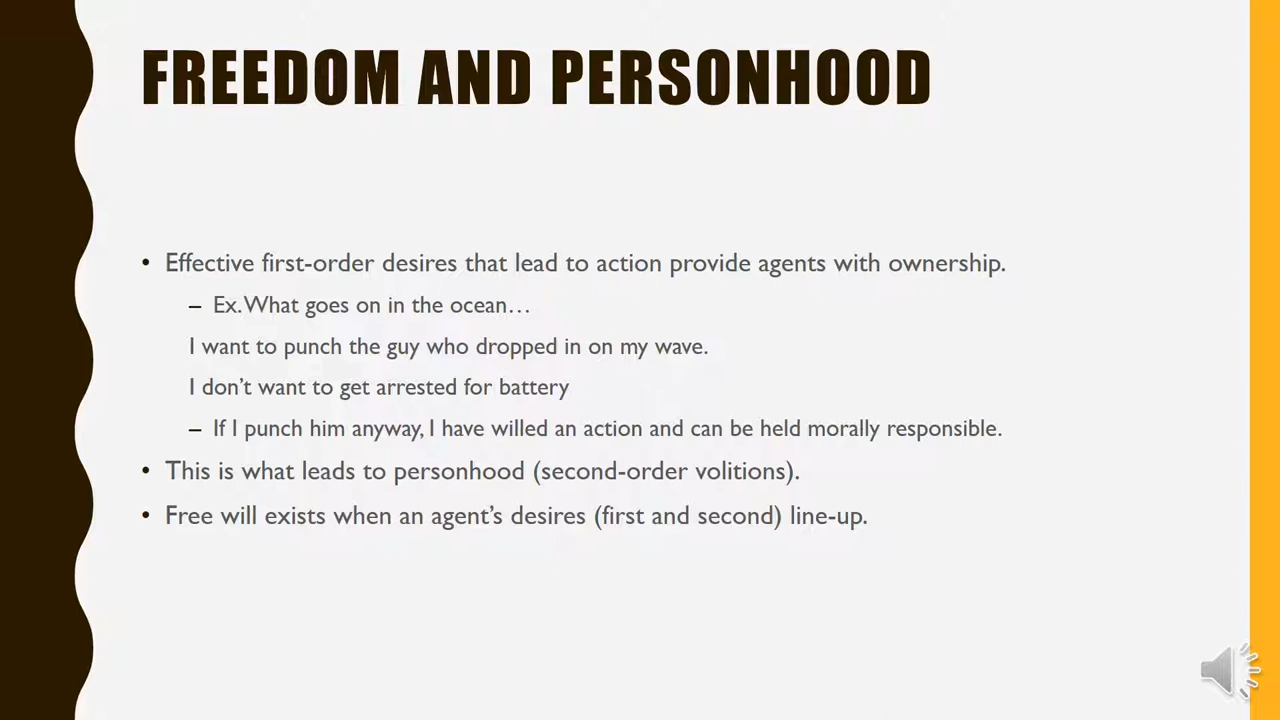 FREEDOM AND PERSONHOOD
• Effective first-order desires that lead to action provide agents with ownership.
– Ex. What goes on in the ocean…
I want to punch the guy who dropped in on my wave.
I don’t want to get arrested for battery
– If I punch him anyway, I have willed an action and can be held morally responsible.
• This is what leads to personhood (second-order volitions).
• Free will exists when an agent’s desires (first and second) line-up.